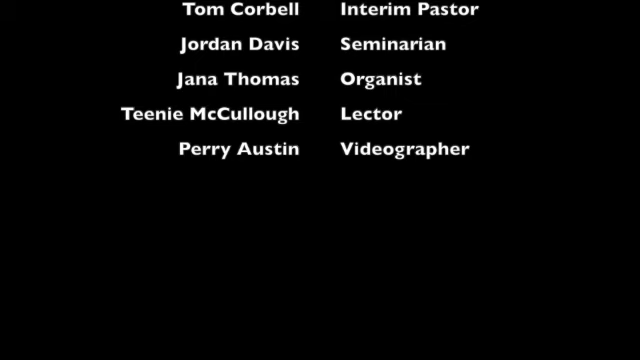 Tom Corbell Interim Pastor
Jordan Davis Seminarian
Jana Thomas Organist
Teenie McCullough Lector
Perry Austin Videographer